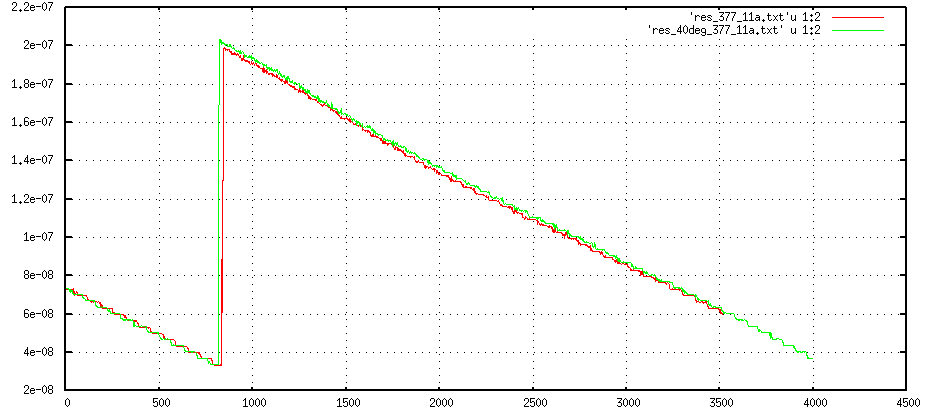 2.2e-07
2e-07
1.8e-07
1.6e-07
1.4e-07
1.2e-07
1e-07
8e-08
6e-08
4e-08
2e-08
'res_377_11a.txt'u 1:2
'res_40deg_377_11a.txt' u 1:2
0 500 1000 1500 2000 2500 3000 3500 4000 4500